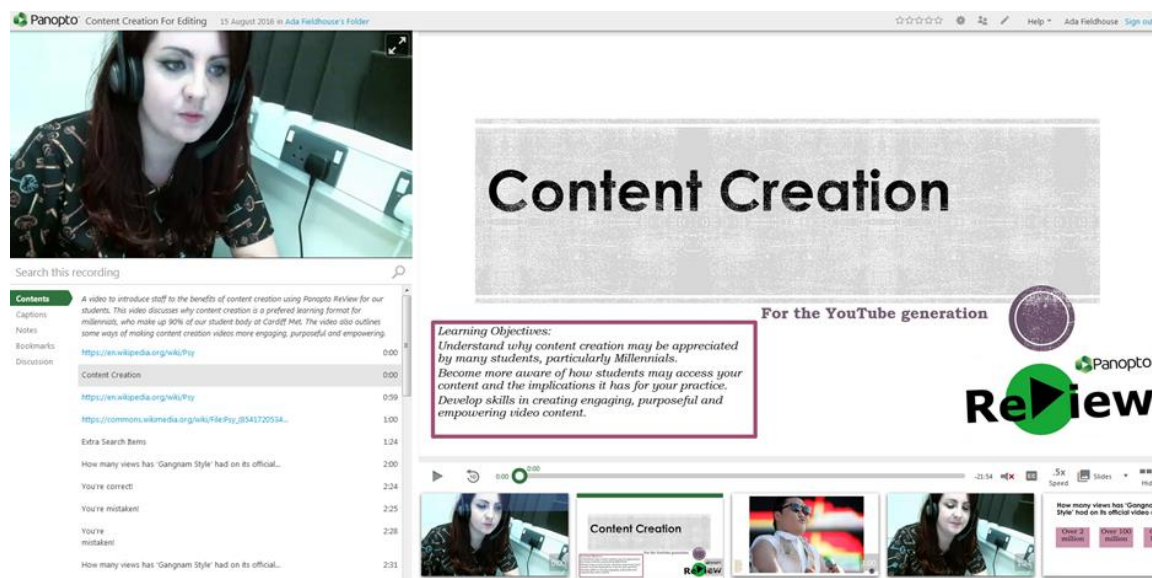 Panopto Content Creation For Editing 15 August 2016 in Ada Fieldhouse's Folder
Help Ada Fieldhouse Sign out
Search this recording
Contents
Captions
Notes
Bookmarks
Discussion
A video to introduce staff to the benefits of content creation using Panopto ReView for our
students. This video discusses why content creation is a prefered learning format for
millennials, who make up 90% of our student body at Cardiff Met. The video also outlines
some ways of making content creation videos more engaging, purposeful and empowering.
https://en.wikipedia.org/wiki/Psy 0:00
Content Creation 0:00
https://en.wikipedia.org/wiki/Psy 0:59
https://commons.wikimedia.org/wiki/File:Psy_(8541720514... 1:00
Extra Search Items 1:24
How many views has 'Gangnam Style' had on its official... 2:00
You're correct! 2:24
You're mistaken! 2:25
You're 2:28
mistaken!
How many views has 'Gangnam Style' had on its official... 2:31
Content Creation
For the YouTube generation
Learning Objectives:
Understand why content creation may be appreciated
by many students, particularly Millennials.
Become more aware of how students may access your
content and the implications it has for your practice.
Develop skills in creating engaging, purposeful and
empowering video content.
Panopto
ReView
10 0:00 0:00 -21:54 CC .5x Slides
Speed Hid
Content Creation
For the YouTube generation
ReView
How many views has 'Gangna
Style' had on its official video
Over 2
million
Over 100
million